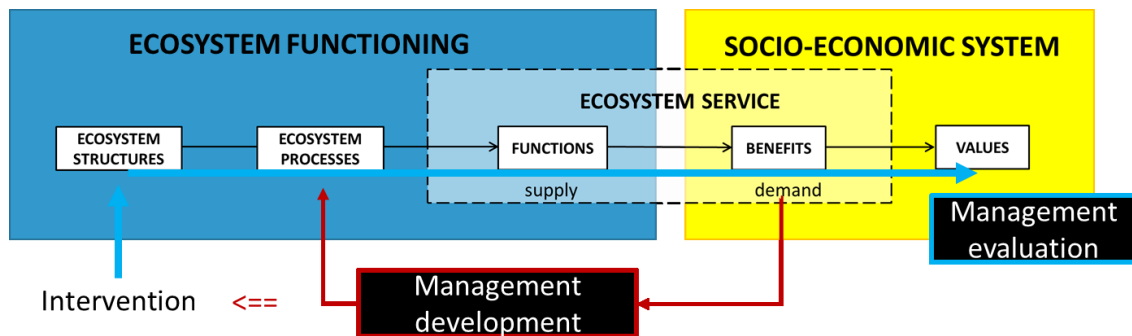 ECOSYSTEM FUNCTIONING
SOCIO-ECONOMIC SYSTEM
ECOSYSTEM SERVICE
ECOSYSTEM
STRUCTURES
ECOSYSTEM
PROCESSES
FUNCTIONS
BENEFITS
VALUES
supply
demand
Management
evaluation
Intervention <==
Management
development